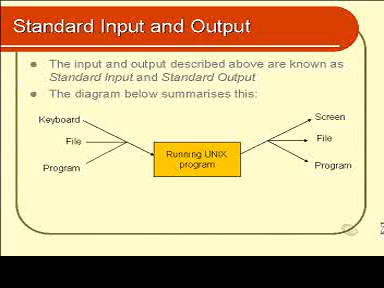 Standard Input and Output
The input and output described above are known as
Standard Input and Standard Output
The diagram below summarises this:
Keyboard
File
Program
Running UNIX
program
Screen
File
Program